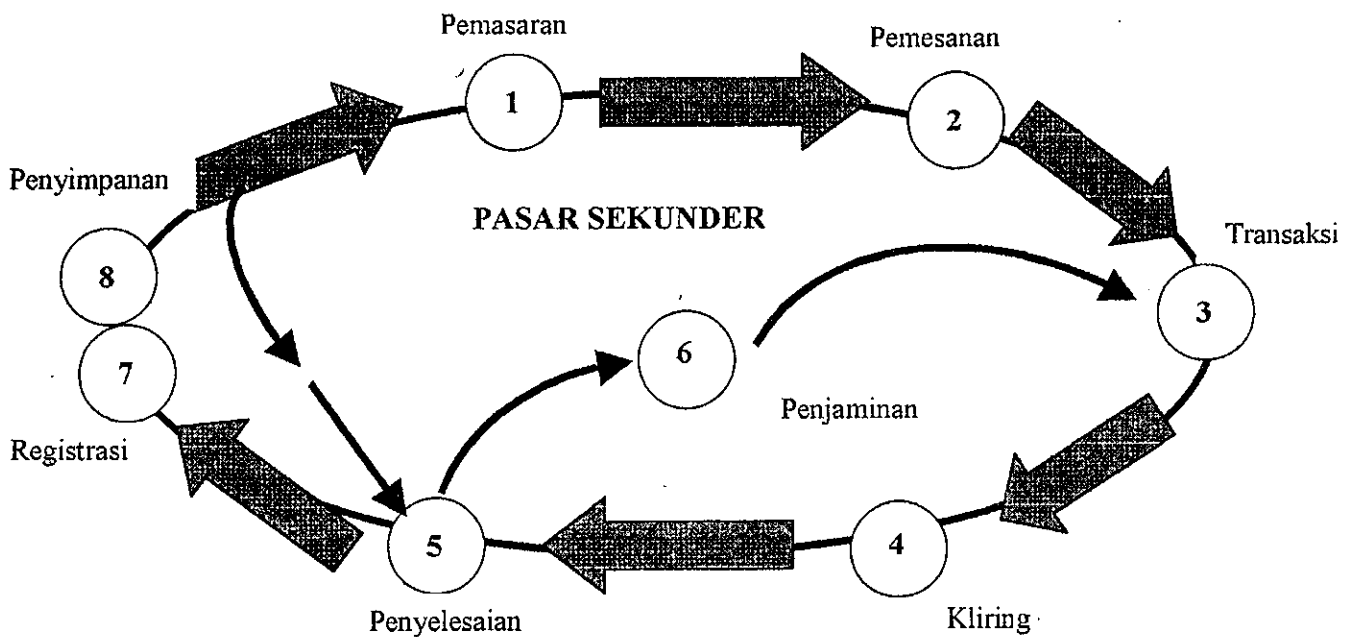 Pemasaran
Pemesanan
1
2
Penyimpanan
PASAR SEKUNDER
Transaksi
8
3
6
7
Penjaminan
Registrasi
5
4
Penyelesaian
Kliring